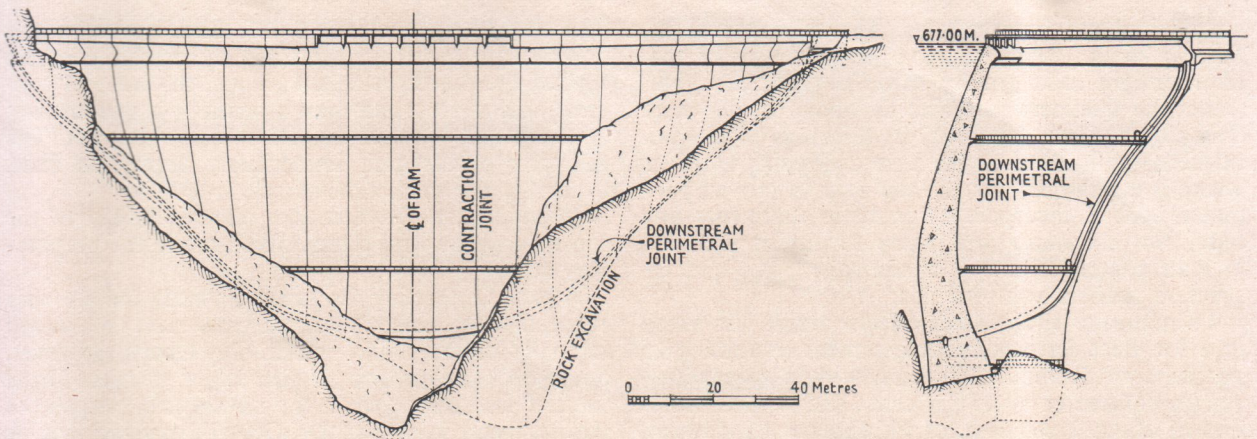 677·00 M.
℄ OF DAM
CONTRACTION
JOINT
DOWNSTREAM
PERIMETRAL
JOINT
ROCK EXCAVATION
0 20 40 Metres
DOWNSTREAM
PERIMETRAL
JOINT